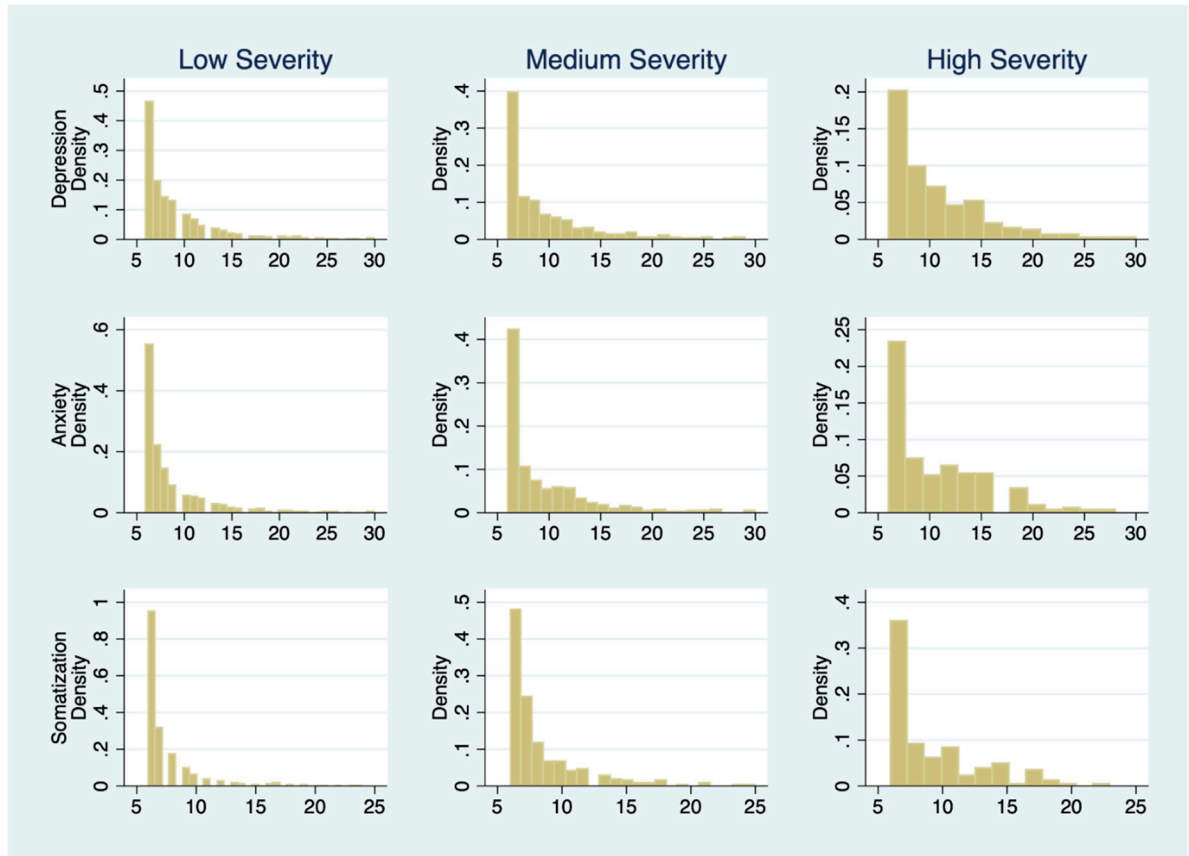 Low Severity
Medium Severity
High Severity
Depression
Density
0 .1 .2 .3 .4 .5
5 10 15 20 25 30
Density
0 .1 .2 .3 .4
5 10 15 20 25 30
Density
0 .05 .1 .15 .2
5 10 15 20 25 30
Anxiety
Density
0 .2 .4 .6
5 10 15 20 25 30
Density
0 .1 .2 .3 .4
5 10 15 20 25 30
Density
0 .05 .1 .15 .2 .25
5 10 15 20 25 30
Somatization
Density
0 .2 .4 .6 .8 1
5 10 15 20 25
Density
0 .1 .2 .3 .4 .5
5 10 15 20 25
Density
0 .1 .2 .3 .4
5 10 15 20 25